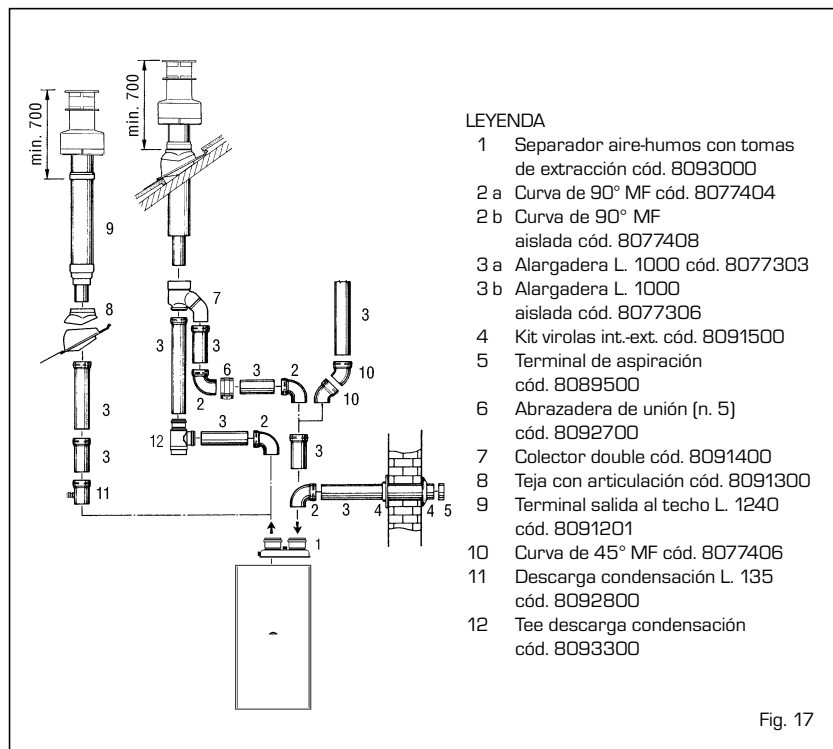 min. 700
min. 700
9
8
7
3
3
3
3
10
10
6
3
2
2
3
2
12
3
3
11
2
3
4
4
5
1
LEYENDA
1 Separador aire-humos con tomas
de extracción cód. 8093000
2 a Curva de 90° MF cód. 8077404
2 b Curva de 90° MF
aislada cód. 8077408
3 a Alargadera L. 1000 cód. 8077303
3 b Alargadera L. 1000
aislada cód. 8077306
4 Kit virolas int.-ext. cód. 8091500
5 Terminal de aspiración
cód. 8089500
6 Abrazadera de unión (n. 5)
cód. 8092700
7 Colector double cód. 8091400
8 Teja con articulación cód. 8091300
9 Terminal salida al techo L. 1240
cód. 8091201
10 Curva de 45° MF cód. 8077406
11 Descarga condensación L. 135
cód. 8092800
12 Tee descarga condensación
cód. 8093300
Fig. 17